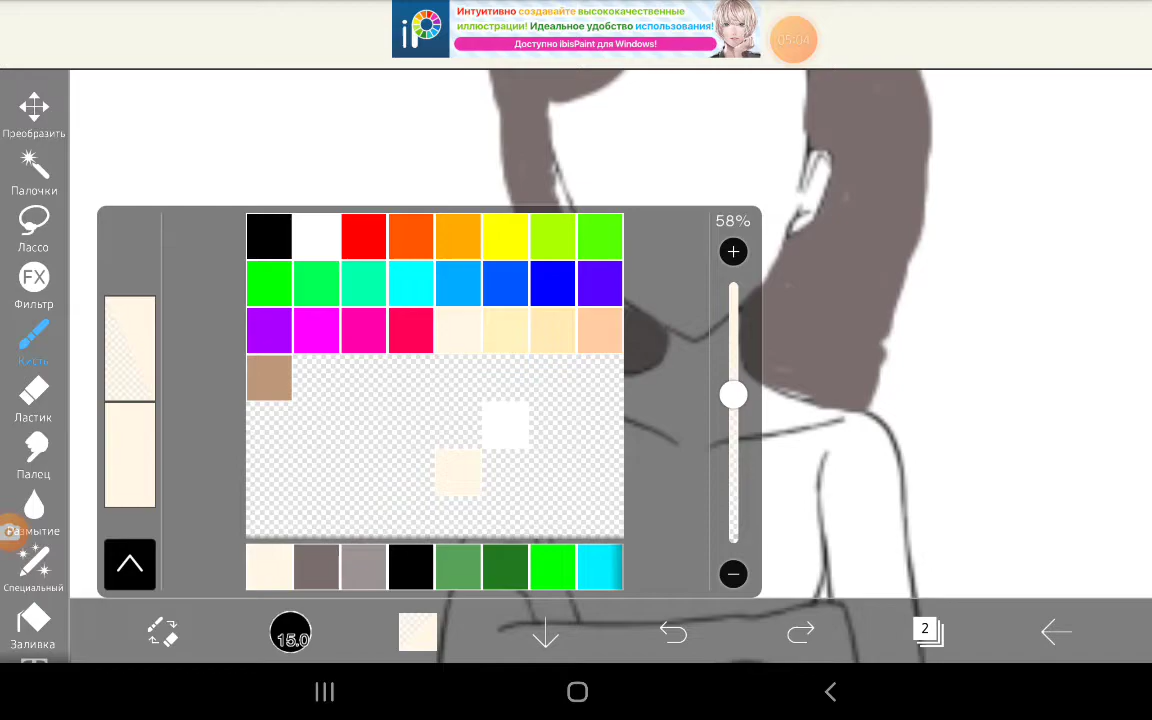 Интуитивно создавайте высококачественные
иллюстрации! Идеальное удобство использования!
Доступно ibisPaint для Windows!
iP
05:04
Преобразить
Палочки
Лассо
FX
Фильтр
Кисть
Ластик
Палец
Размытие
Специальный
Заливка
58%
15.0
2